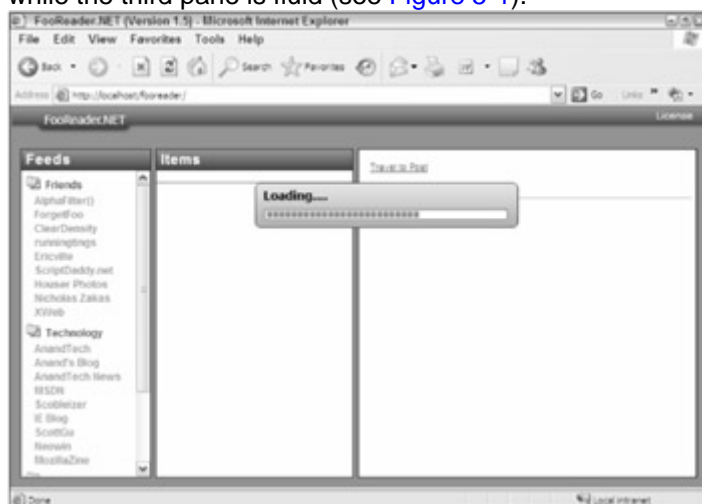 while the third pane is fluid (see Figure 5-4).
FooReader.NET (Version 1.5) - Microsoft Internet Explorer
File Edit View Favorites Tools Help
Back Search Favorites
Address http://localhost/fooreader/ Go Links
FooReader.NET License
Feeds Items
Travel to Post
Friends
AlphaFilter()
ForgetFoo
ClearDensity
runningtings
Ericville
ScriptDaddy.net
Houser Photos
Nicholas Zakas
XWeb
Loading....
Technology
AnandTech
Anand's Blog
AnandTech News
MSDN
Scobleizer
IE Blog
ScottGu
Neowin
MozillaZine
Done Local intranet